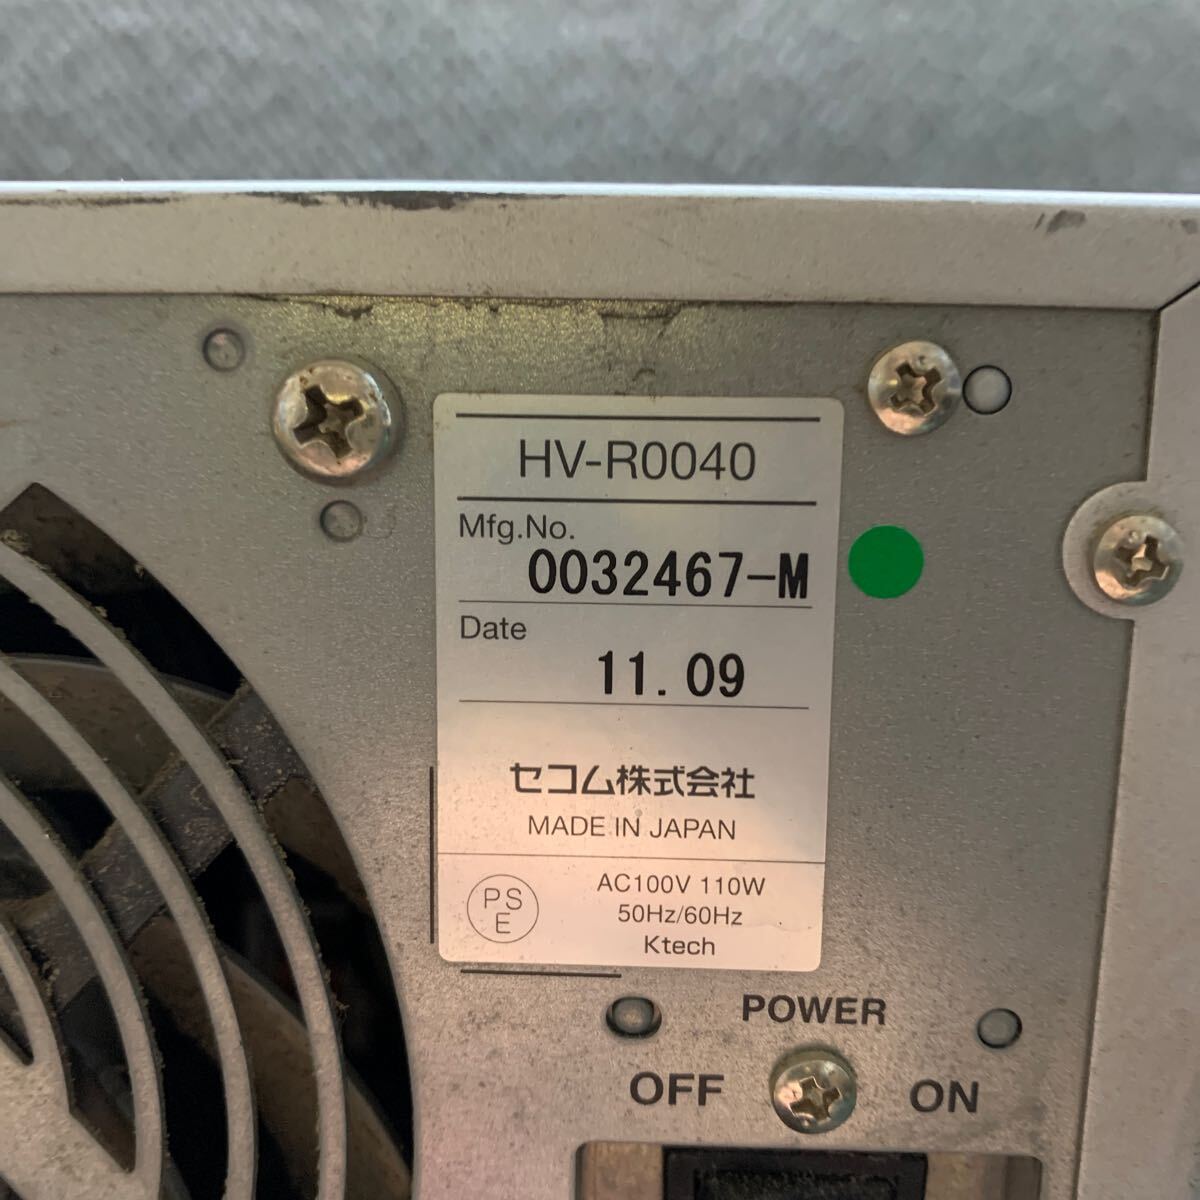 HV-R0040
Mfg.No.
0032467-M
Date
11.09
セコム株式会社
MADE IN JAPAN
PS
E
AC100V 110W
50Hz/60Hz
Ktech
POWER
OFF ON